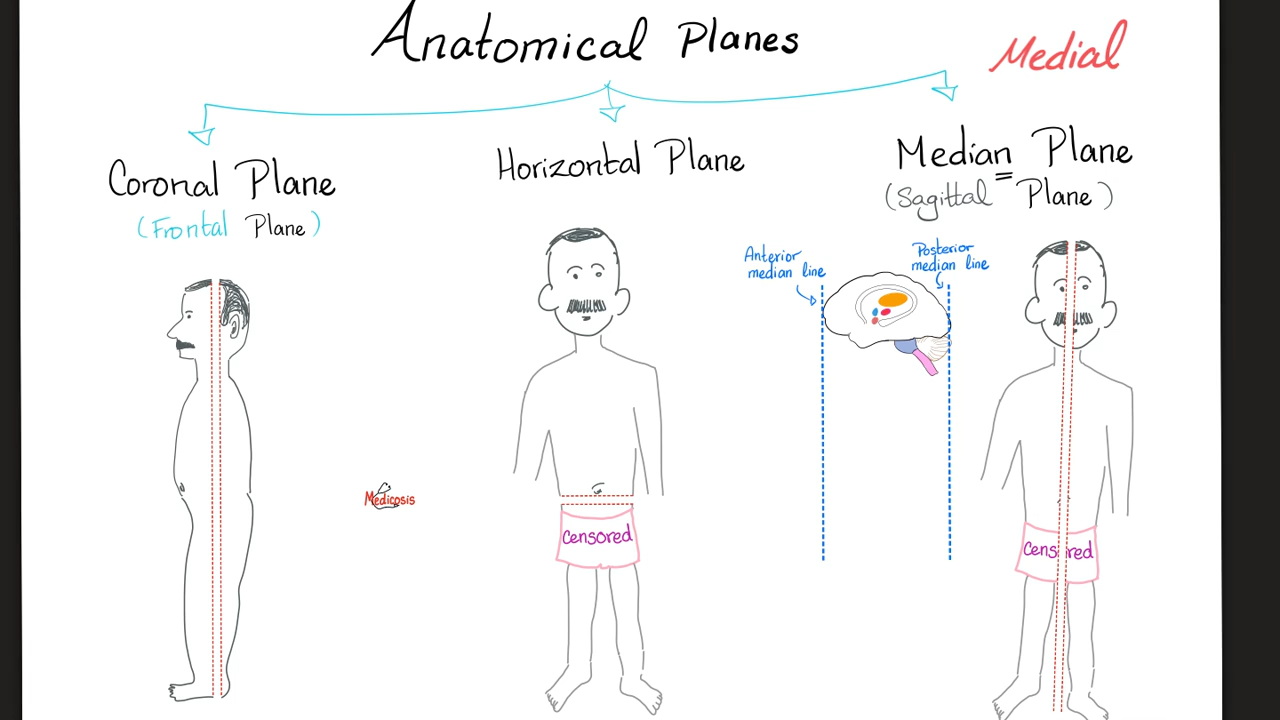 Anatomical Planes
Medial
Coronal Plane
(Frontal Plane)
Horizontal Plane
Median Plane
(Sagittal Plane)
Anterior
median line
Posterior
median line
Medicosis
Censored
Censored